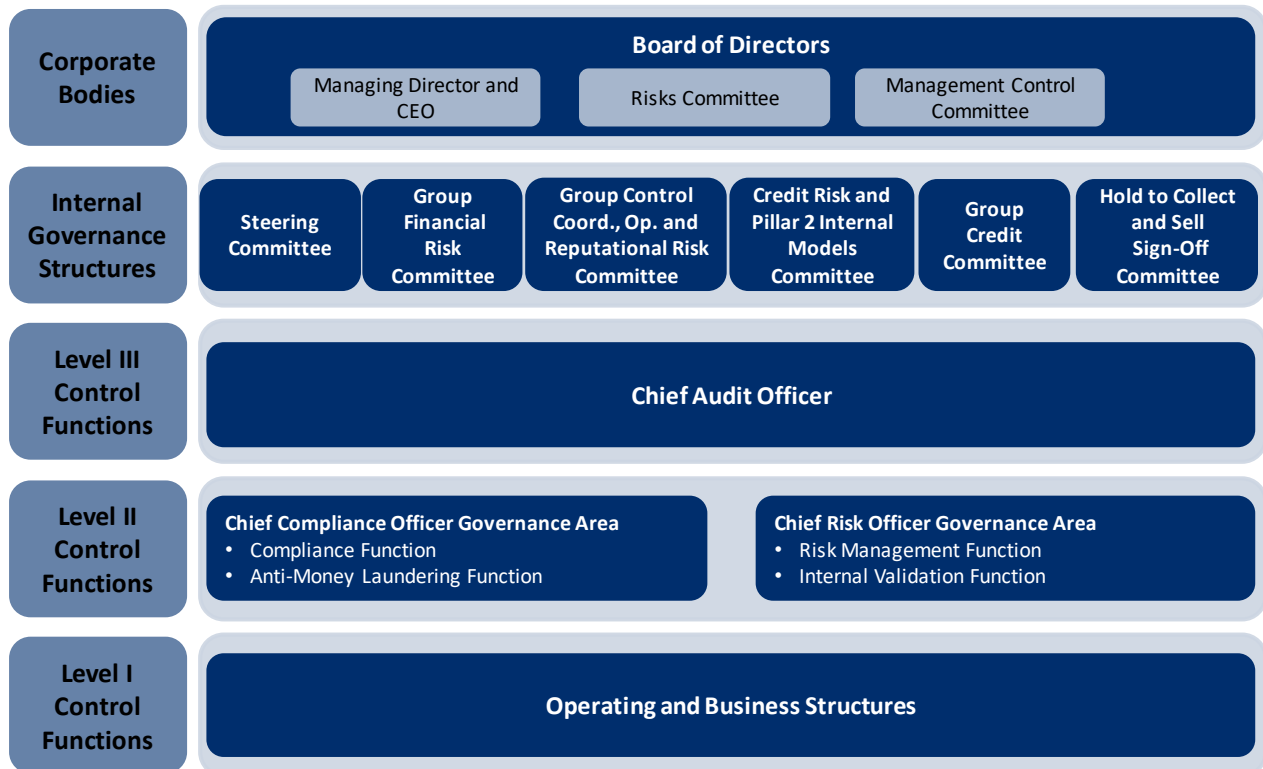 Corporate
Bodies
Board of Directors
Managing Director and
CEO
Risks Committee
Management Control
Committee
Internal
Governance
Structures
Steering
Committee
Group
Financial
Risk
Committee
Group Control
Coord., Op. and
Reputational Risk
Committee
Credit Risk and
Pillar 2 Internal
Models
Committee
Group
Credit
Committee
Hold to Collect
and Sell
Sign-Off
Committee
Level III
Control
Functions
Chief Audit Officer
Level II
Control
Functions
Chief Compliance Officer Governance Area
• Compliance Function
• Anti-Money Laundering Function
Chief Risk Officer Governance Area
• Risk Management Function
• Internal Validation Function
Level I
Control
Functions
Operating and Business Structures